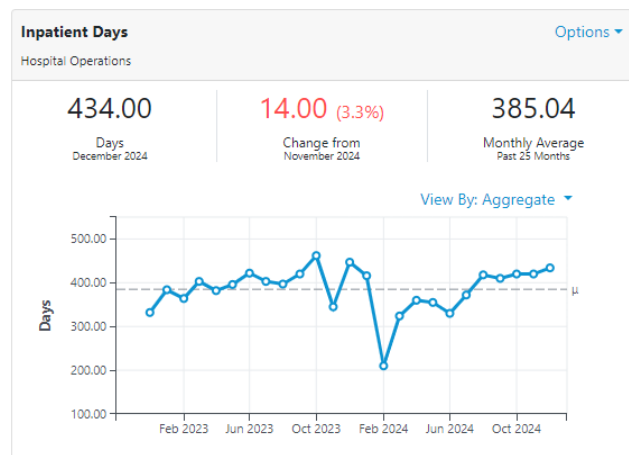 Inpatient Days
Options
Hospital Operations
434.00
Days
December 2024
14.00 (3.3%)
Change from
November 2024
385.04
Monthly Average
Past 25 Months
View By: Aggregate
500.00
400.00
300.00
200.00
100.00
Days
μ
Feb 2023
Jun 2023
Oct 2023
Feb 2024
Jun 2024
Oct 2024